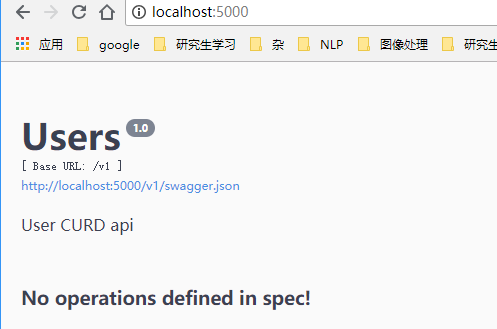 localhost:5000
应用 google 研究生学习 杂 NLP 图像处理 研究生
Users 1.0
[ Base URL: /v1 ]
http://localhost:5000/v1/swagger.json
User CURD api
No operations defined in spec!